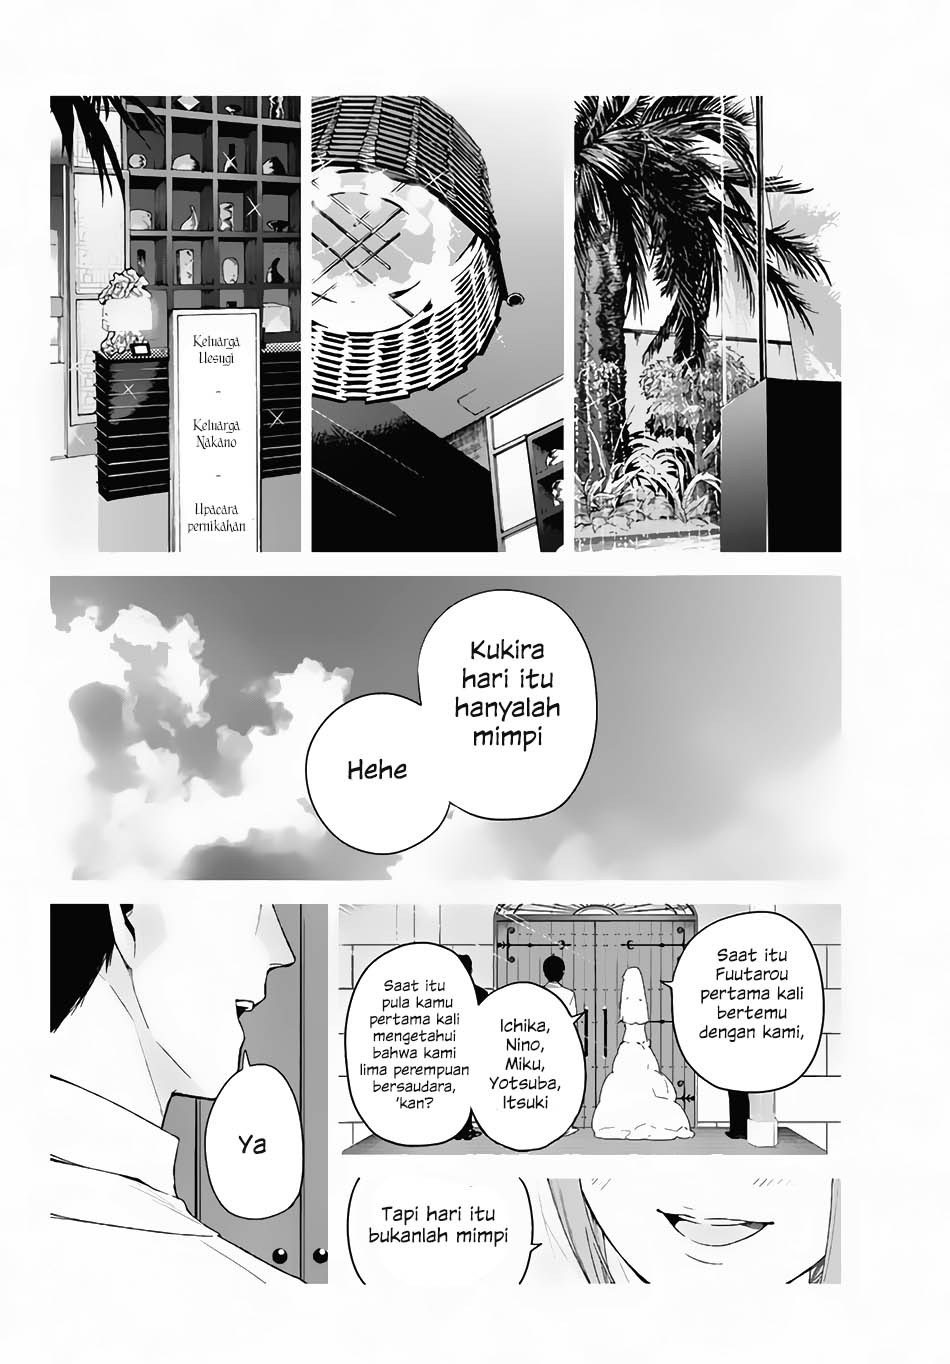 Keluarga
Uesugi
-
Keluarga
Nakano
-
Upacara
pernikahan
Kukira
hari itu
hanyalah
mimpi
Hehe
Saat itu
Fuutarou
pertama kali
bertemu
dengan kami,
Ichika,
Nino,
Miku,
Yotsuba,
Itsuki
Saat itu
pula kamu
pertama kali
mengetahui
bahwa kami
lima perempuan
bersaudara,
'kan?
Ya
Tapi hari itu
bukanlah mimpi